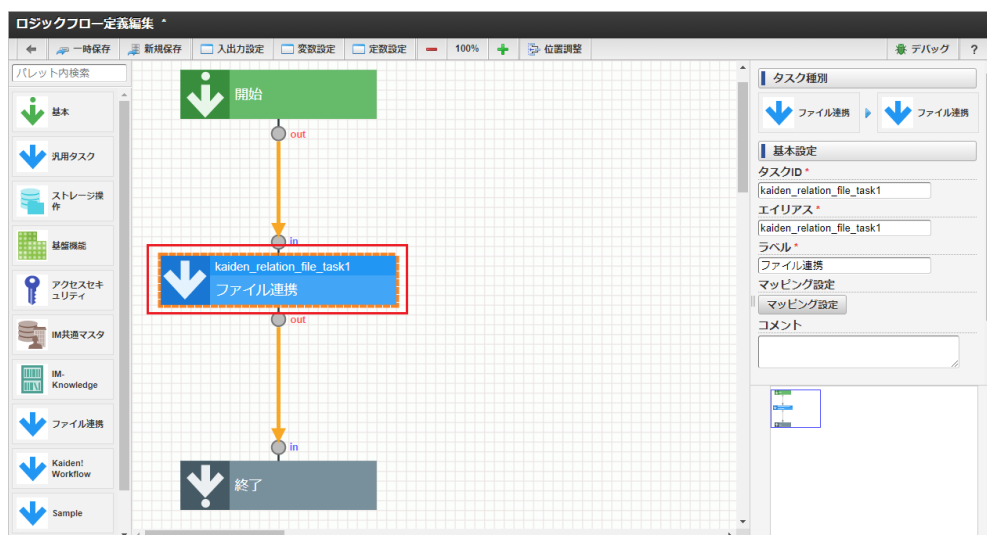 ロジックフロー定義編集 *
一時保存 新規保存 入出力設定 変数設定 定数設定 100% 位置調整 デバッグ ?
パレット内検索
基本
汎用タスク
ストレージ操
作
基盤機能
アクセスセキ
ュリティ
IM共通マスタ
IM-
Knowledge
ファイル連携
Kaiden!
Workflow
Sample
開始
out
in
kaiden_relation_file_task1
ファイル連携
out
in
終了
タスク種別
ファイル連携 ファイル連携
基本設定
タスクID *
kaiden_relation_file_task1
エイリアス *
kaiden_relation_file_task1
ラベル *
ファイル連携
マッピング設定
マッピング設定
コメント